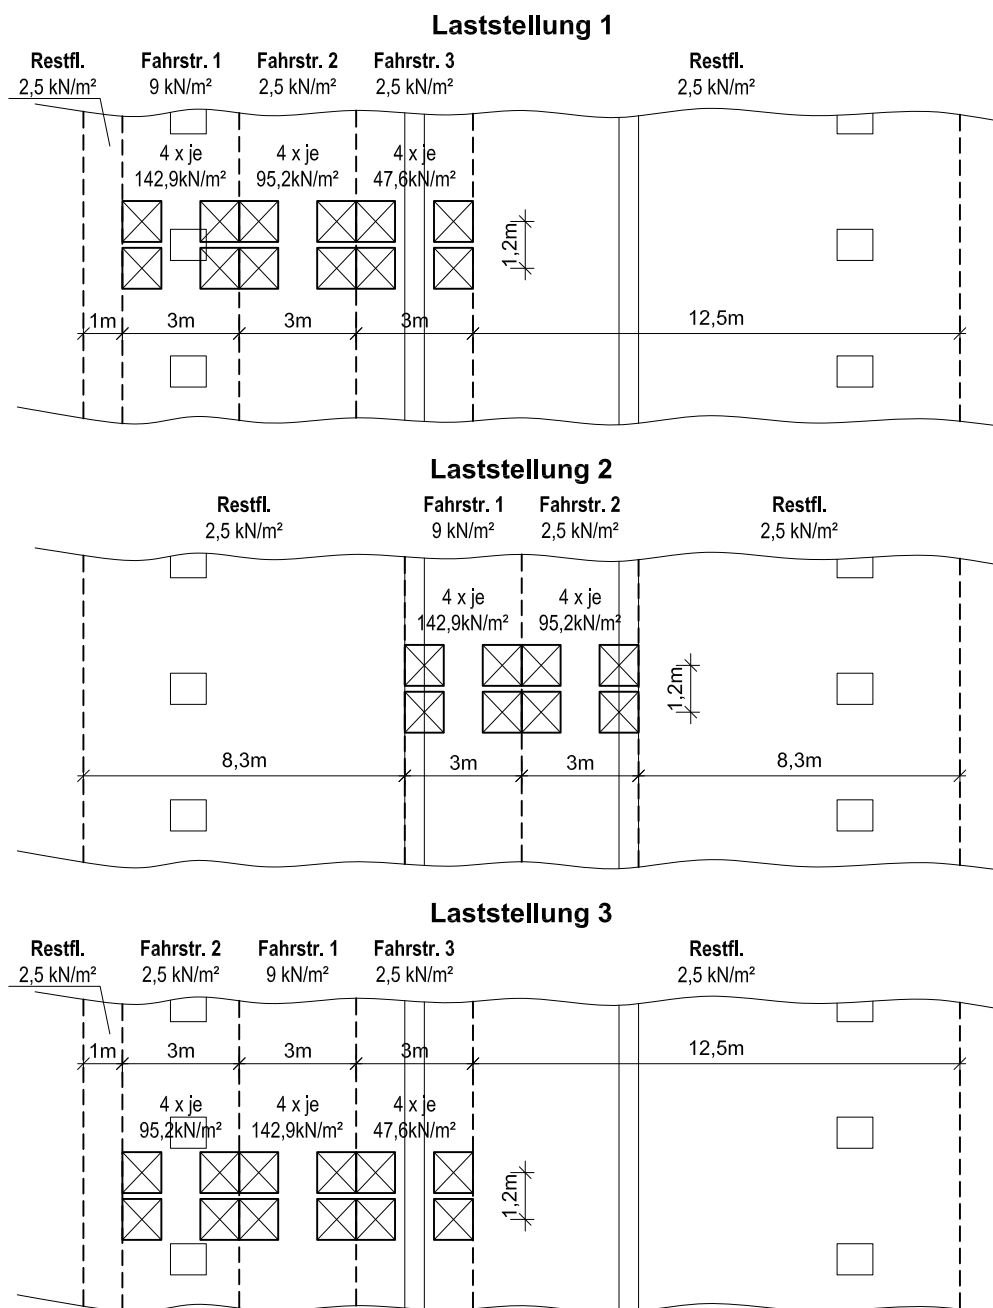 Laststellung 1
Restfl. Fahrstr. 1 Fahrstr. 2 Fahrstr. 3 Restfl.
2,5 kN/m² 9 kN/m² 2,5 kN/m² 2,5 kN/m² 2,5 kN/m²
4 x je 4 x je 4 x je
142,9kN/m² 95,2kN/m² 47,6kN/m²
1,2m
1m 3m 3m 3m 12,5m
Laststellung 2
Restfl. Fahrstr. 1 Fahrstr. 2 Restfl.
2,5 kN/m² 9 kN/m² 2,5 kN/m² 2,5 kN/m²
4 x je 4 x je
142,9kN/m² 95,2kN/m²
1,2m
8,3m 3m 3m 8,3m
Laststellung 3
Restfl. Fahrstr. 2 Fahrstr. 1 Fahrstr. 3 Restfl.
2,5 kN/m² 2,5 kN/m² 9 kN/m² 2,5 kN/m² 2,5 kN/m²
1m 3m 3m 3m 12,5m
4 x je 4 x je 4 x je
95,2kN/m² 142,9kN/m² 47,6kN/m²
1,2m